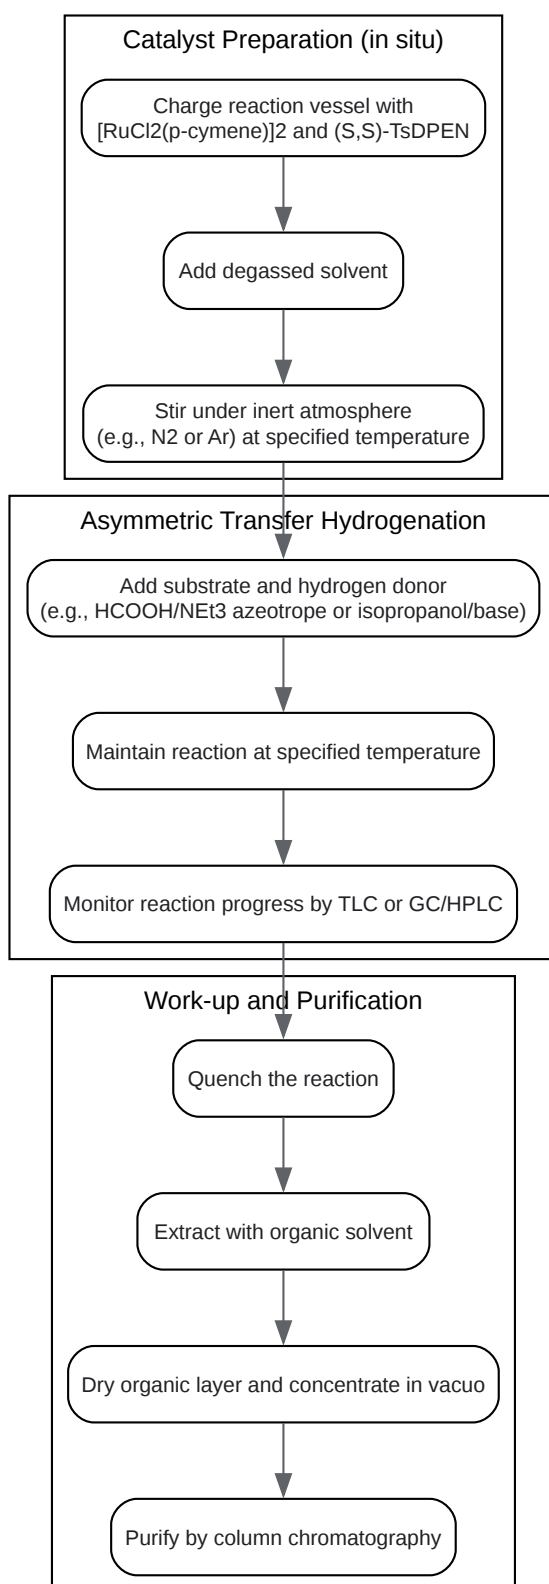 Catalyst Preparation (in situ)
Charge reaction vessel with
[RuCl2(p-cymene)]2 and (S,S)-TsDPEN
Add degassed solvent
Stir under inert atmosphere
(e.g., N2 or Ar) at specified temperature
Asymmetric Transfer Hydrogenation
Add substrate and hydrogen donor
(e.g., HCOOH/NEt3 azeotrope or isopropanol/base)
Maintain reaction at specified temperature
Monitor reaction progress by TLC or GC/HPLC
Work-up and Purification
Quench the reaction
Extract with organic solvent
Dry organic layer and concentrate in vacuo
Purify by column chromatography